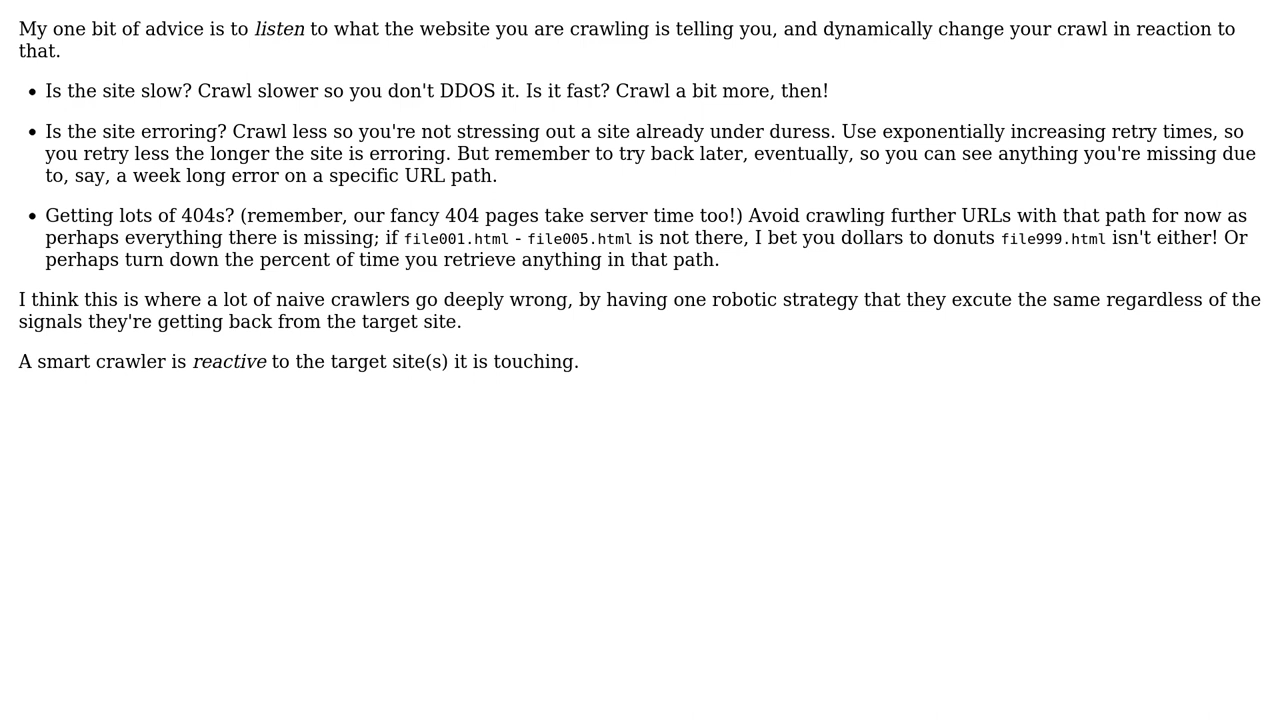 My one bit of advice is to listen to what the website you are crawling is telling you, and dynamically change your crawl in reaction to
that.
• Is the site slow? Crawl slower so you don't DDOS it. Is it fast? Crawl a bit more, then!
• Is the site erroring? Crawl less so you're not stressing out a site already under duress. Use exponentially increasing retry times, so
you retry less the longer the site is erroring. But remember to try back later, eventually, so you can see anything you're missing due
to, say, a week long error on a specific URL path.
• Getting lots of 404s? (remember, our fancy 404 pages take server time too!) Avoid crawling further URLs with that path for now as
perhaps everything there is missing; if file001.html - file005.html is not there, I bet you dollars to donuts file999.html isn't either! Or
perhaps turn down the percent of time you retrieve anything in that path.
I think this is where a lot of naive crawlers go deeply wrong, by having one robotic strategy that they excute the same regardless of the
signals they're getting back from the target site.
A smart crawler is reactive to the target site(s) it is touching.